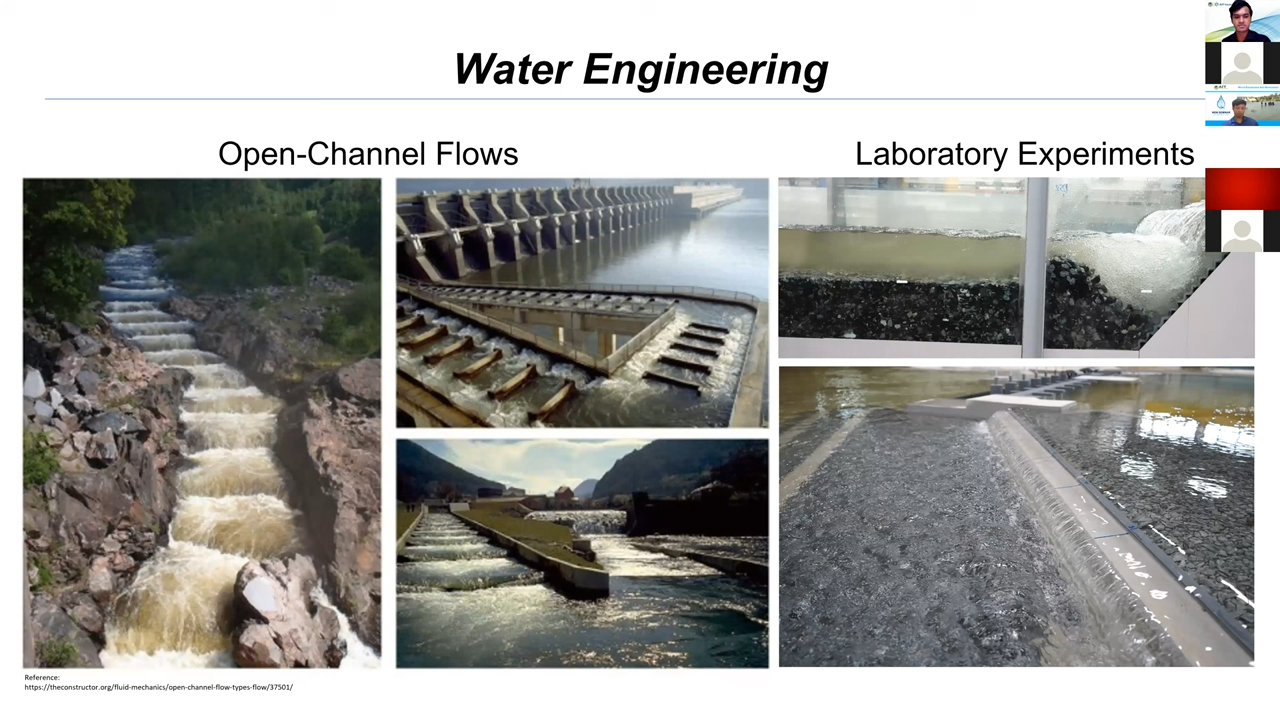 Water Engineering
Open-Channel Flows
Laboratory Experiments
Reference:
https://theconstructor.org/fluid-mechanics/open-channel-flow-types-flow/37501/